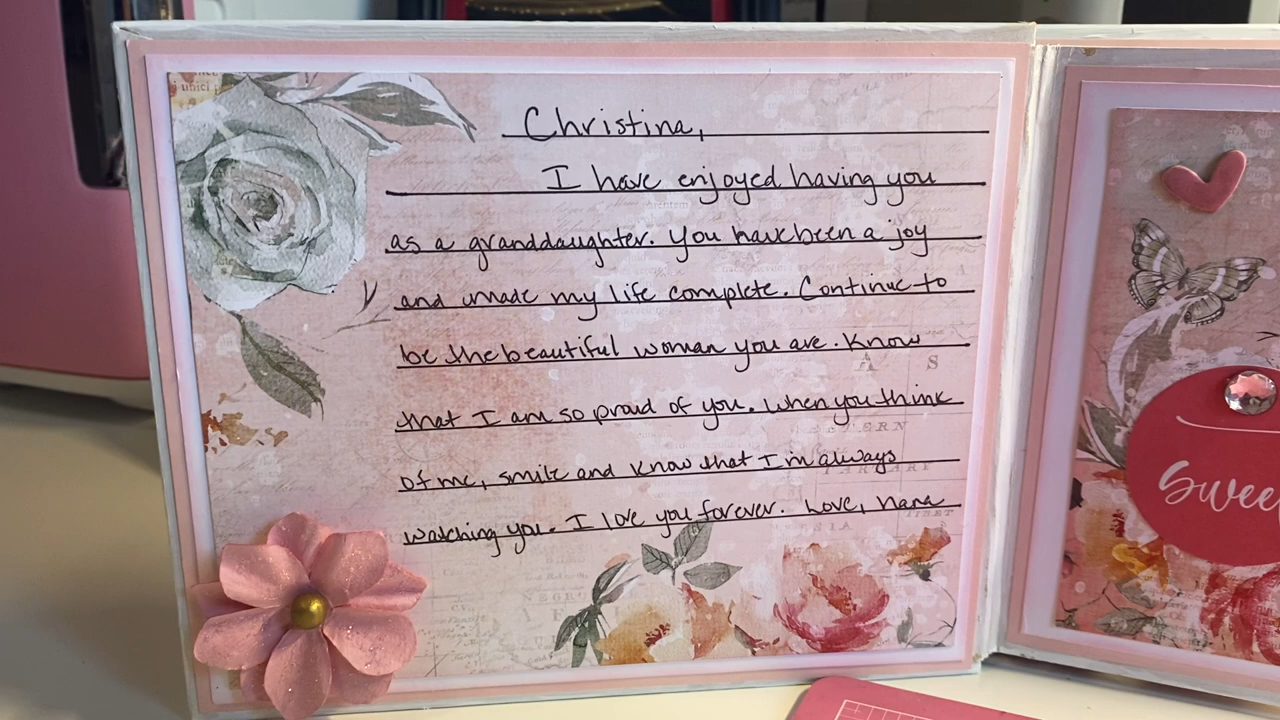 Christina,
I have enjoyed having you
as a granddaughter. You have been a joy
and made my life complete. Continue to
be the beautiful woman you are. Know
that I am so proud of you. When you think
of me, smile and know that I'm always
watching you. I love you forever. Love, Nana
Swee